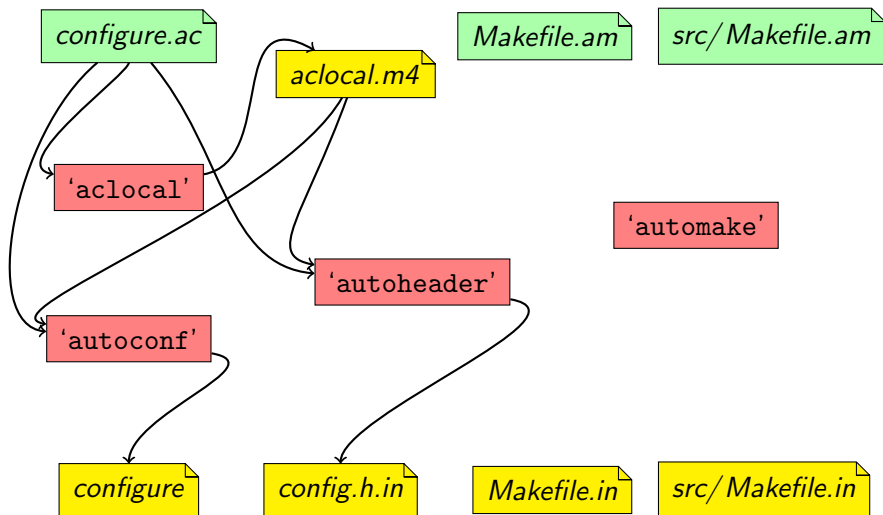 configure.ac
aclocal.m4
Makefile.am
src/Makefile.am
‘aclocal’
‘automake’
‘autoheader’
‘autoconf’
configure
config.h.in
Makefile.in
src/Makefile.in